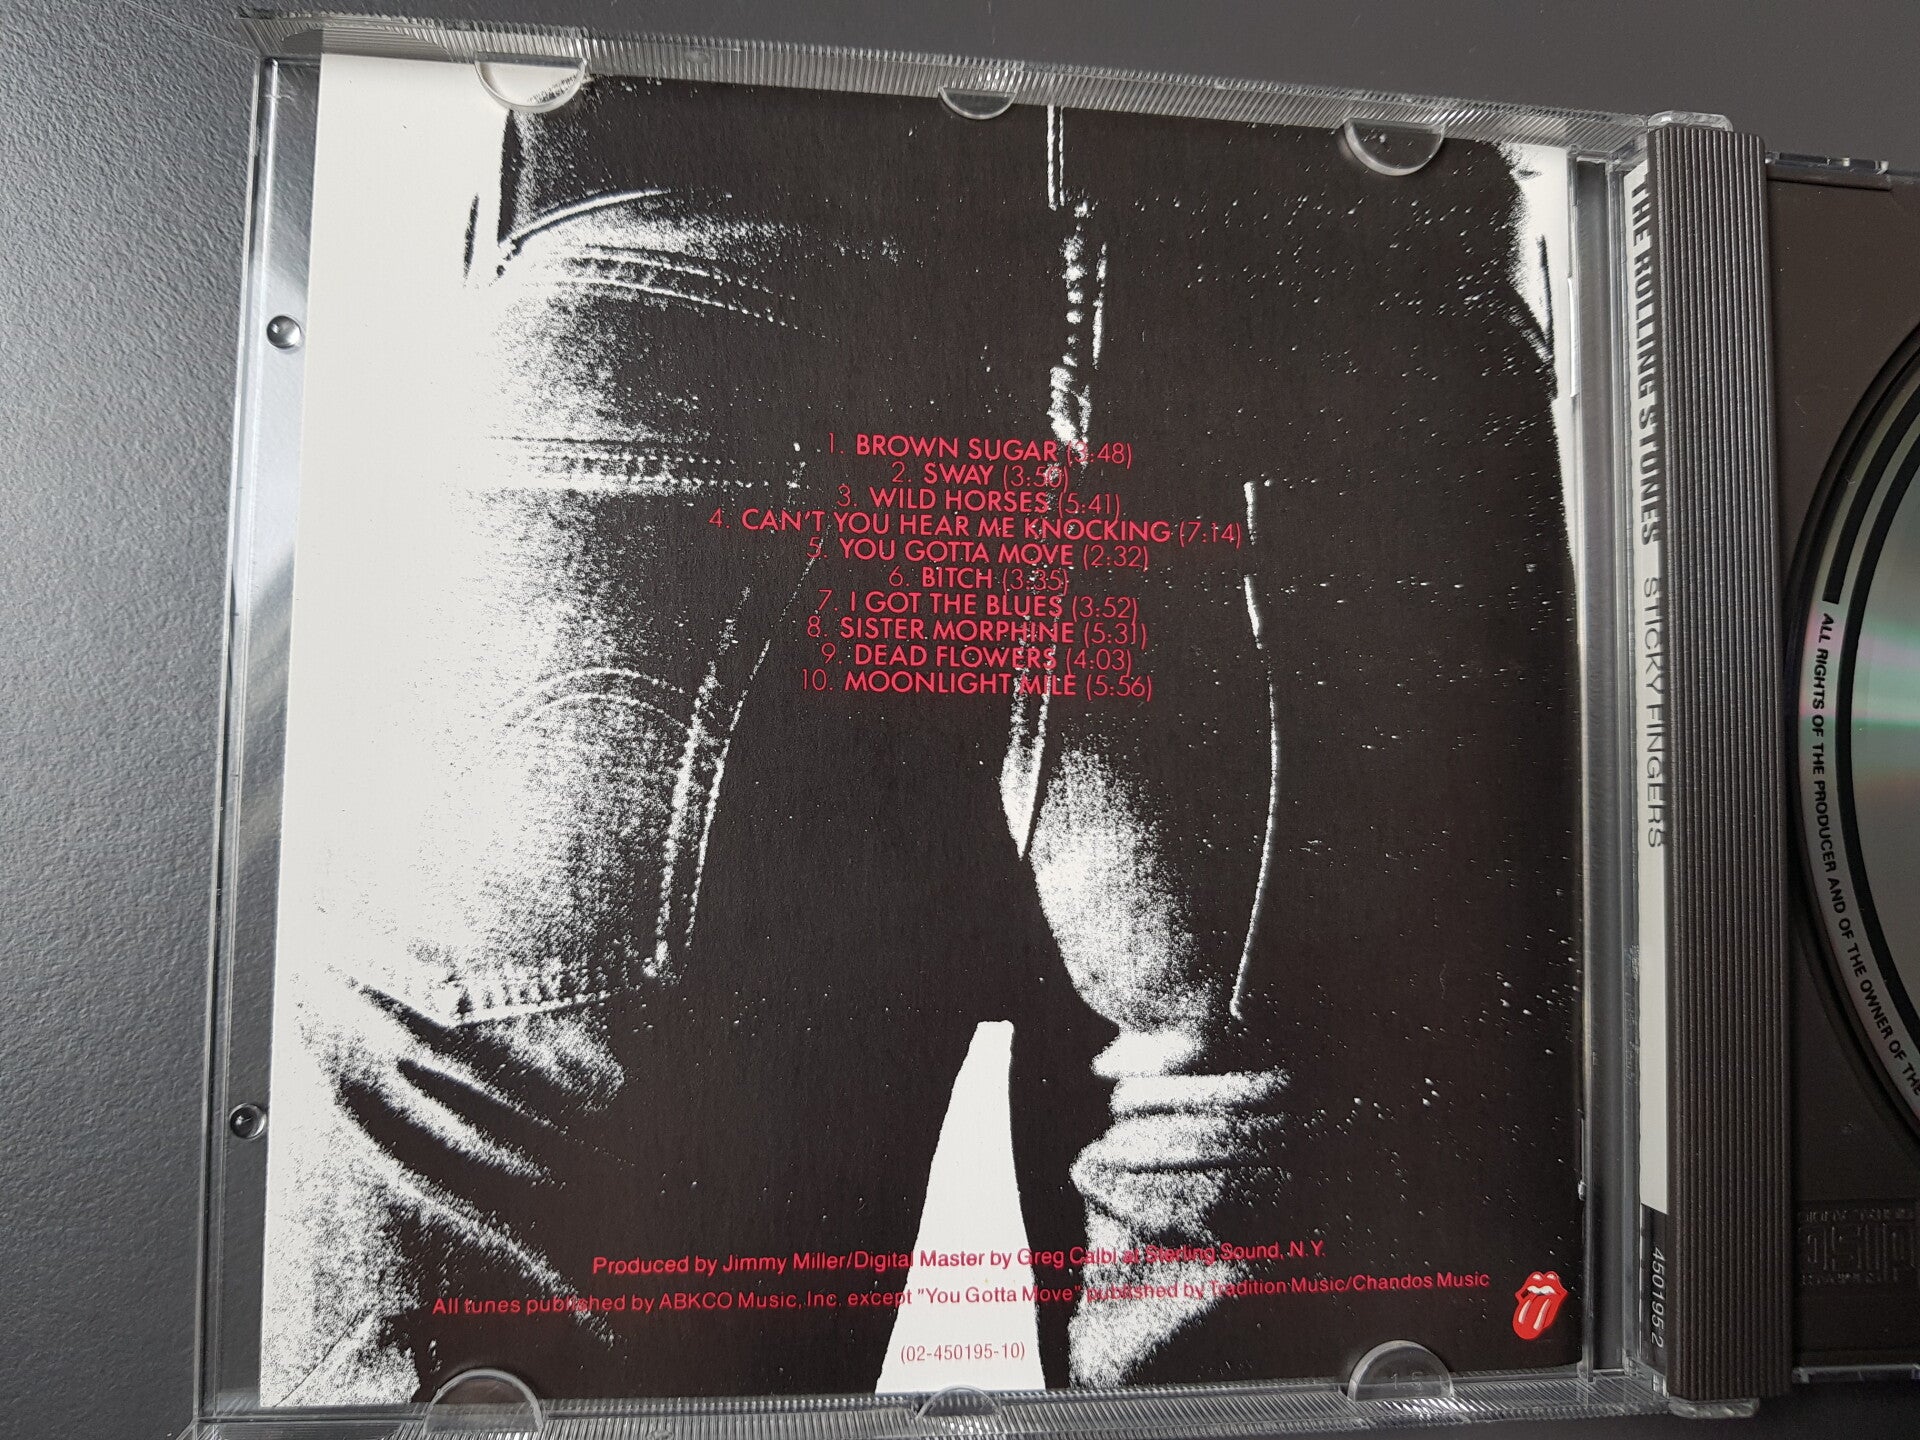 1. BROWN SUGAR (3:48)
2. SWAY (3:50)
3. WILD HORSES (5:41)
4. CAN'T YOU HEAR ME KNOCKING (7:14)
5. YOU GOTTA MOVE (2:32)
6. BITCH (3:35)
7. I GOT THE BLUES (3:52)
8. SISTER MORPHINE (5:31)
9. DEAD FLOWERS (4:03)
10. MOONLIGHT MILE (5:56)
Produced by Jimmy Miller/Digital Master by Greg Calbi at Sterling Sound, N.Y.
All tunes published by ABKCO Music, Inc. except "You Gotta Move" published by Tradition Music/Chandos Music
(02-450195-10)
THE ROLLING STONES STICKY FINGERS
450195 2
ALL RIGHTS OF THE PRODUCER AND OF THE OWNER OF THE